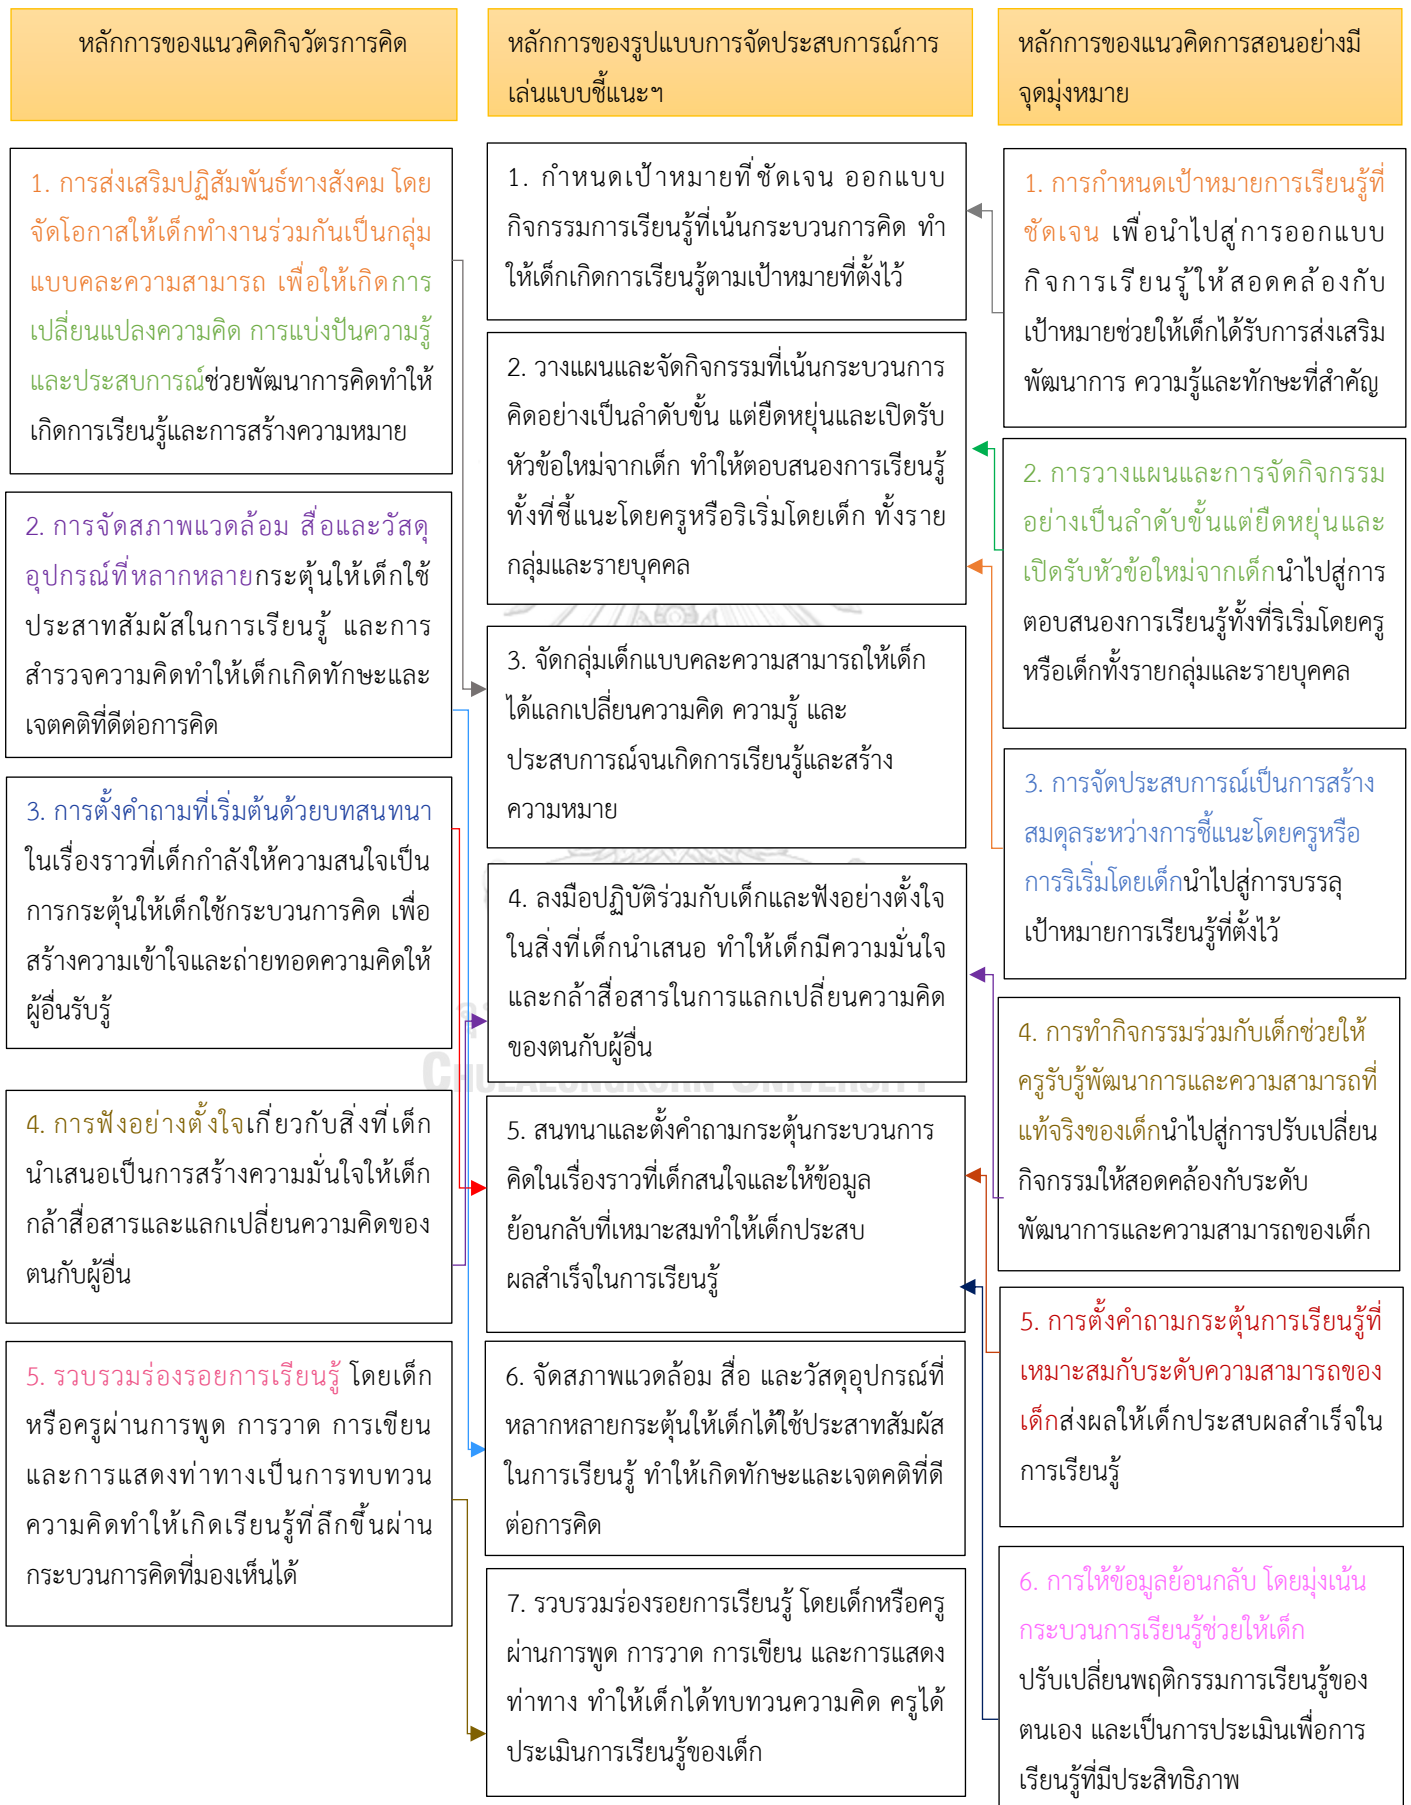 หลักการของแนวคิดกิจวัตรการคิด
หลักการของรูปแบบการจัดประสบการณ์การ
เล่นแบบชี้แนะฯ
หลักการของแนวคิดการสอนอย่างมี
จุดมุ่งหมาย
1. การส่งเสริมปฏิสัมพันธ์ทางสังคม โดย
จัดโอกาสให้เด็กทำงานร่วมกันเป็นกลุ่ม
แบบคละความสามารถ เพื่อให้เกิดการ
เปลี่ยนแปลงความคิด การแบ่งปันความรู้
และประสบการณ์ช่วยพัฒนาการคิดทำให้
เกิดการเรียนรู้และการสร้างความหมาย
2. การจัดสภาพแวดล้อม สื่อและวัสดุ
อุปกรณ์ที่หลากหลายกระตุ้นให้เด็กใช้
ประสาทสัมผัสในการเรียนรู้ และการ
สำรวจความคิดทำให้เด็กเกิดทักษะและ
เจตคติที่ดีต่อการคิด
3. การตั้งคำถามที่เริ่มต้นด้วยบทสนทนา
ในเรื่องราวที่เด็กกำลังให้ความสนใจเป็น
การกระตุ้นให้เด็กใช้กระบวนการคิด เพื่อ
สร้างความเข้าใจและถ่ายทอดความคิดให้
ผู้อื่นรับรู้
4. การฟังอย่างตั้งใจเกี่ยวกับสิ่งที่เด็ก
นำเสนอเป็นการสร้างความมั่นใจให้เด็ก
กล้าสื่อสารและแลกเปลี่ยนความคิดของ
ตนกับผู้อื่น
5. รวบรวมร่องรอยการเรียนรู้ โดยเด็ก
หรือครูผ่านการพูด การวาด การเขียน
และการแสดงท่าทางเป็นการทบทวน
ความคิดทำให้เกิดเรียนรู้ที่ลึกขึ้นผ่าน
กระบวนการคิดที่มองเห็นได้
1. กำหนดเป้าหมายที่ชัดเจน ออกแบบ
กิจกรรมการเรียนรู้ที่เน้นกระบวนการคิด ทำ
ให้เด็กเกิดการเรียนรู้ตามเป้าหมายที่ตั้งไว้
2. วางแผนและจัดกิจกรรมที่เน้นกระบวนการ
คิดอย่างเป็นลำดับขั้น แต่ยืดหยุ่นและเปิดรับ
หัวข้อใหม่จากเด็ก ทำให้ตอบสนองการเรียนรู้
ทั้งที่ชี้แนะโดยครูหรือริเริ่มโดยเด็ก ทั้งราย
กลุ่มและรายบุคคล
3. จัดกลุ่มเด็กแบบคละความสามารถให้เด็ก
ได้แลกเปลี่ยนความคิด ความรู้ และ
ประสบการณ์จนเกิดการเรียนรู้และสร้าง
ความหมาย
4. ลงมือปฏิบัติร่วมกับเด็กและฟังอย่างตั้งใจ
ในสิ่งที่เด็กนำเสนอ ทำให้เด็กมีความมั่นใจ
และกล้าสื่อสารในการแลกเปลี่ยนความคิด
ของตนกับผู้อื่น
CHULALONGKORN UNIVERSITY
5. สนทนาและตั้งคำถามกระตุ้นกระบวนการ
คิดในเรื่องราวที่เด็กสนใจและให้ข้อมูล
ย้อนกลับที่เหมาะสมทำให้เด็กประสบ
ผลสำเร็จในการเรียนรู้
6. จัดสภาพแวดล้อม สื่อ และวัสดุอุปกรณ์ที่
หลากหลายกระตุ้นให้เด็กได้ใช้ประสาทสัมผัส
ในการเรียนรู้ ทำให้เกิดทักษะและเจตคติที่ดี
ต่อการคิด
7. รวบรวมร่องรอยการเรียนรู้ โดยเด็กหรือครู
ผ่านการพูด การวาด การเขียน และการแสดง
ท่าทาง ทำให้เด็กได้ทบทวนความคิด ครูได้
ประเมินการเรียนรู้ของเด็ก
1. การกำหนดเป้าหมายการเรียนรู้ที่
ชัดเจน เพื่อนำไปสู่การออกแบบ
กิจการเรียนรู้ให้สอดคล้องกับ
เป้าหมายช่วยให้เด็กได้รับการส่งเสริม
พัฒนาการ ความรู้และทักษะที่สำคัญ
2. การวางแผนและการจัดกิจกรรม
อย่างเป็นลำดับขั้นแต่ยืดหยุ่นและ
เปิดรับหัวข้อใหม่จากเด็กนำไปสู่การ
ตอบสนองการเรียนรู้ทั้งที่ริเริ่มโดยครู
หรือเด็กทั้งรายกลุ่มและรายบุคคล
3. การจัดประสบการณ์เป็นการสร้าง
สมดุลระหว่างการชี้แนะโดยครูหรือ
การริเริ่มโดยเด็กนำไปสู่การบรรลุ
เป้าหมายการเรียนรู้ที่ตั้งไว้
4. การทำกิจกรรมร่วมกับเด็กช่วยให้
ครูรับรู้พัฒนาการและความสามารถที่
แท้จริงของเด็กนำไปสู่การปรับเปลี่ยน
กิจกรรมให้สอดคล้องกับระดับ
พัฒนาการและความสามารถของเด็ก
5. การตั้งคำถามกระตุ้นการเรียนรู้ที่
เหมาะสมกับระดับความสามารถของ
เด็กส่งผลให้เด็กประสบผลสำเร็จใน
การเรียนรู้
6. การให้ข้อมูลย้อนกลับ โดยมุ่งเน้น
กระบวนการเรียนรู้ช่วยให้เด็ก
ปรับเปลี่ยนพฤติกรรมการเรียนรู้ของ
ตนเอง และเป็นการประเมินเพื่อการ
เรียนรู้ที่มีประสิทธิภาพ